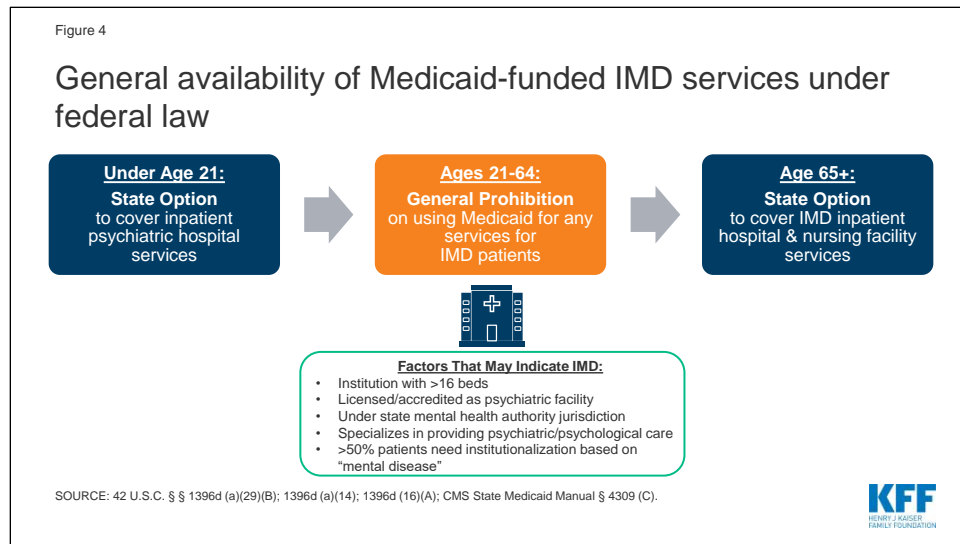 Figure 4
General availability of Medicaid-funded IMD services under
federal law
Under Age 21:
State Option
to cover inpatient
psychiatric hospital
services
Ages 21-64:
General Prohibition
on using Medicaid for any
services for
IMD patients
Age 65+:
State Option
to cover IMD inpatient
hospital & nursing facility
services
Factors That May Indicate IMD:
• Institution with >16 beds
• Licensed/accredited as psychiatric facility
• Under state mental health authority jurisdiction
• Specializes in providing psychiatric/psychological care
• >50% patients need institutionalization based on
“mental disease”
SOURCE: 42 U.S.C. § § 1396d (a)(29)(B); 1396d (a)(14); 1396d (16)(A); CMS State Medicaid Manual § 4309 (C).
KFF
HENRY J KAISER
FAMILY FOUNDATION